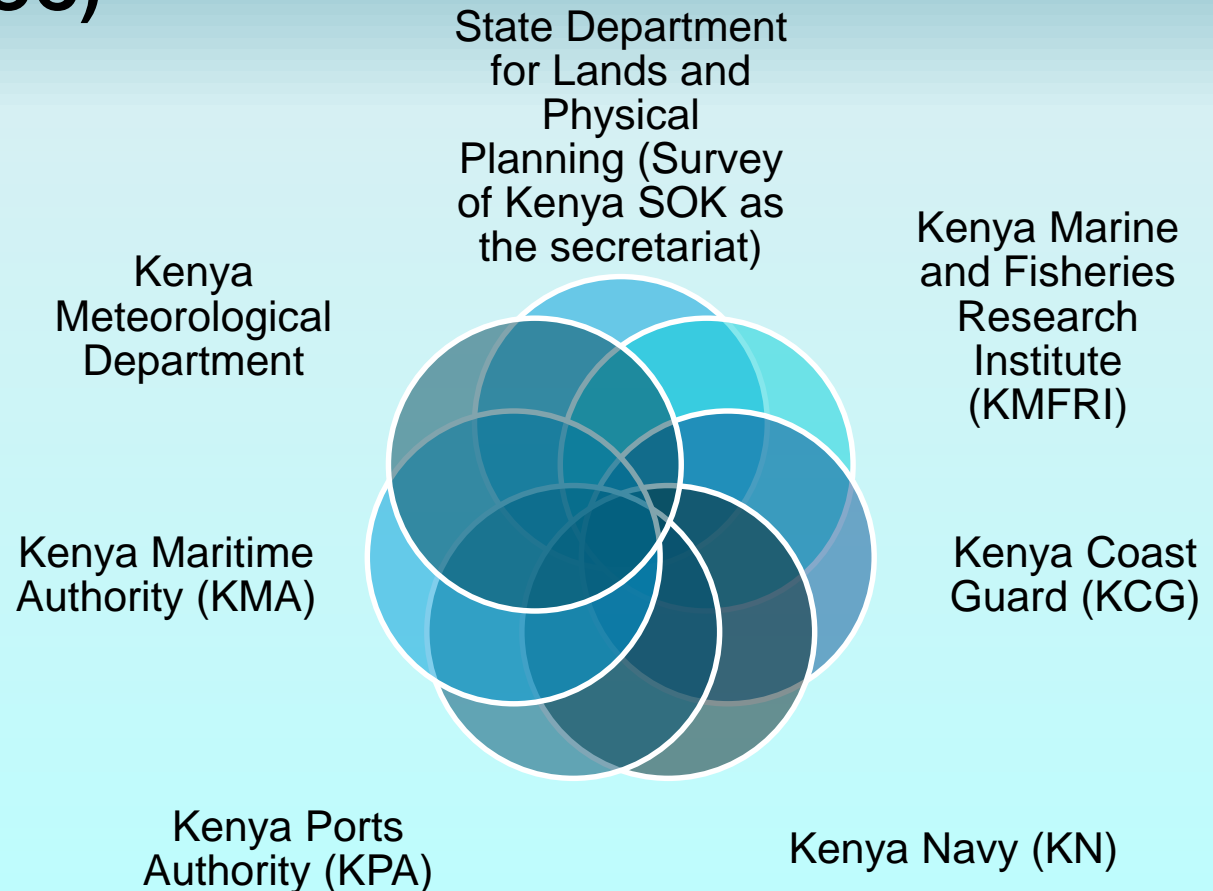 State Department
for Lands and
Physical
Planning (Survey
of Kenya SOK as
the secretariat)
Kenya Marine
and Fisheries
Research
Institute
(KMFRI)
Kenya Coast
Guard (KCG)
Kenya Navy (KN)
Kenya Ports
Authority (KPA)
Kenya Maritime
Authority (KMA)
Kenya
Meteorological
Department